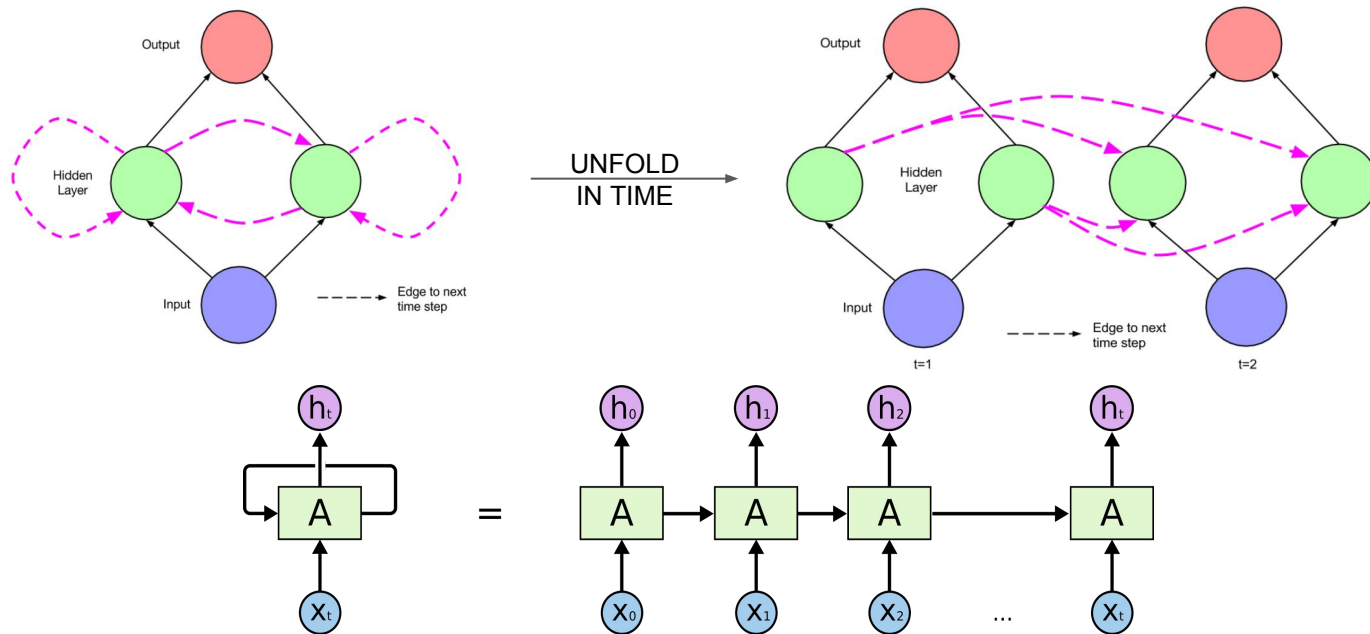 Output
Hidden
Layer
Input
Edge to next
time step
UNFOLD
IN TIME
Output
Hidden
Layer
Input
Edge to next
time step
t=1
t=2
hₜ
A
xₜ
=
h₀
h₁
h₂
hₜ
A
A
A
A
x₀
x₁
x₂
...
xₜ